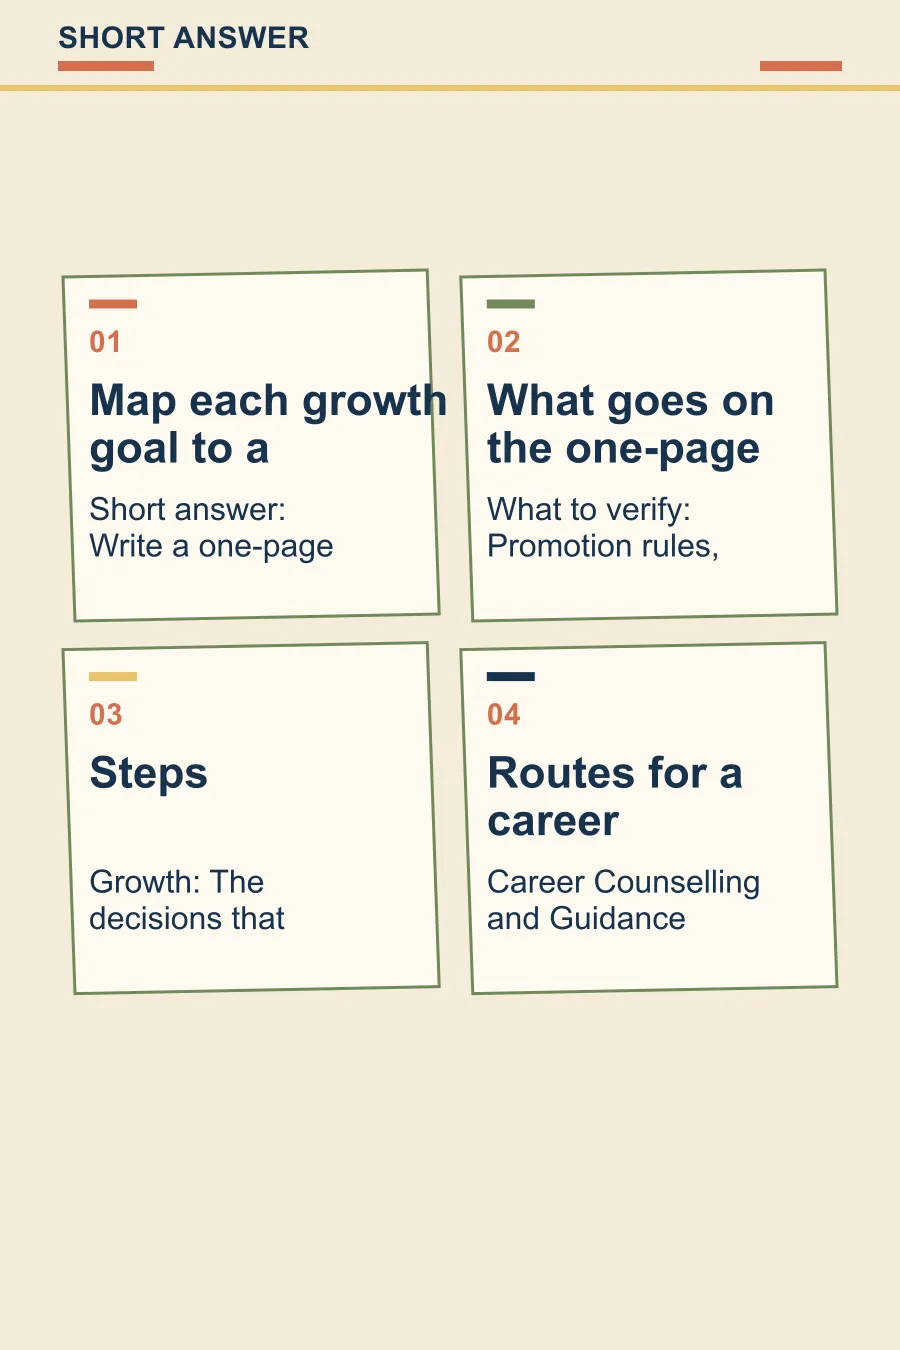 SHORT ANSWER
01
Map each growth
goal to a
Short answer:
Write a one-page
02
What goes on
the one-page
What to verify:
Promotion rules,
03
Steps
Growth: The
decisions that
04
Routes for a
career
Career Counselling
and Guidance